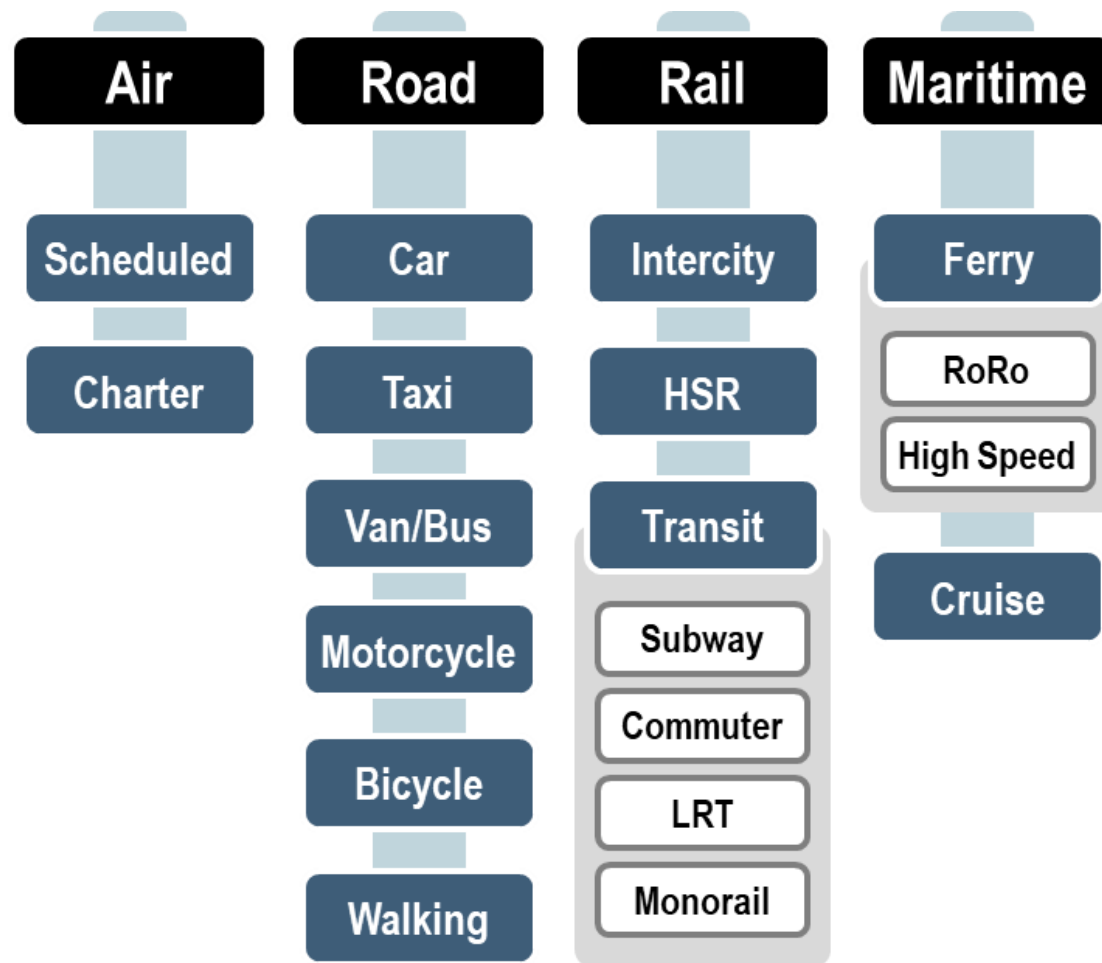 Air
Scheduled
Charter
Road
Car
Taxi
Van/Bus
Motorcycle
Bicycle
Walking
Rail
Intercity
HSR
Transit
Subway
Commuter
LRT
Monorail
Maritime
Ferry
RoRo
High Speed
Cruise